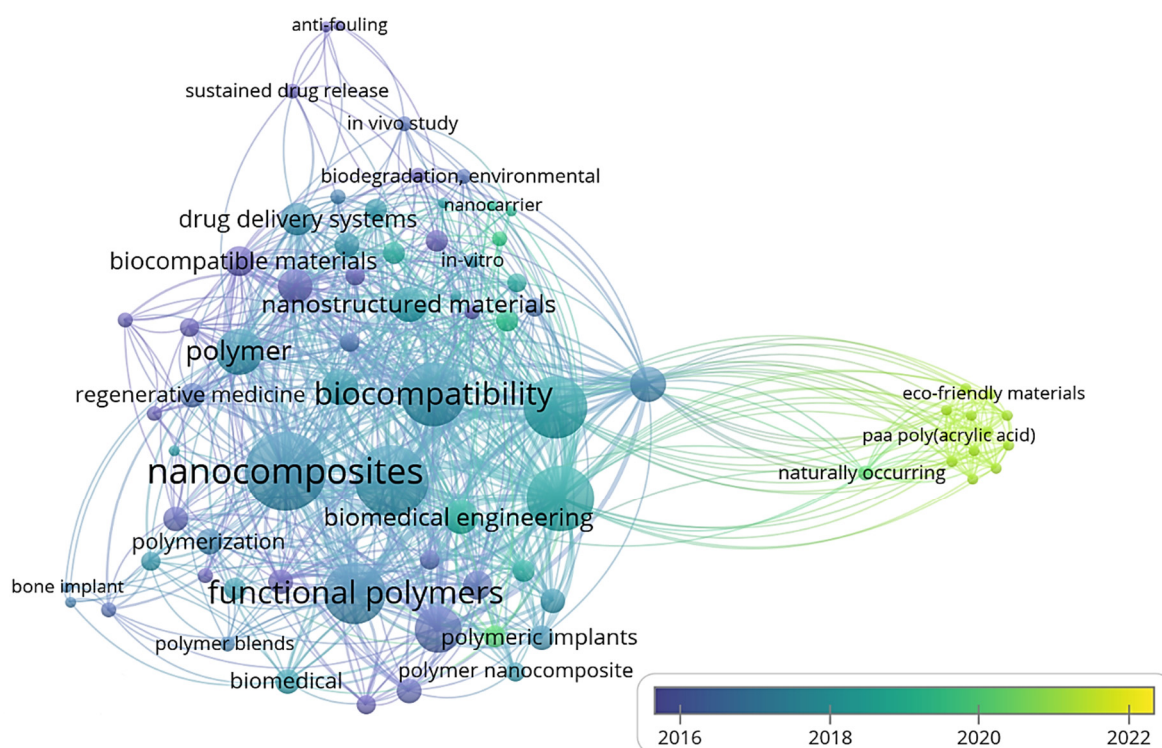 anti-fouling
sustained drug release
in vivo study
biodegradation, environmental
nanocarrier
drug delivery systems
in-vitro
biocompatible materials
nanostructured materials
polymer
regenerative medicine
biocompatibility
eco-friendly materials
paa poly(acrylic acid)
naturally occurring
nanocomposites
biomedical engineering
polymerization
bone implant
functional polymers
polymer blends
polymeric implants
polymer nanocomposite
biomedical
2016 2018 2020 2022